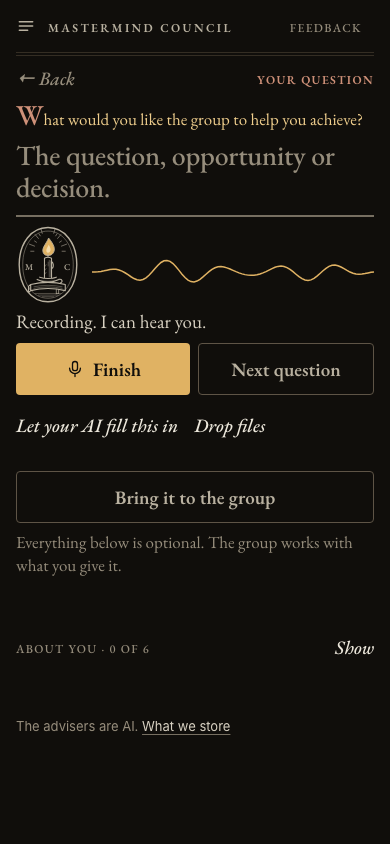 MASTERMIND COUNCIL
FEEDBACK
← Back
YOUR QUESTION
What would you like the group to help you achieve?
The question, opportunity or
decision.
M C
Recording. I can hear you.
Finish
Next question
Let your AI fill this in
Drop files
Bring it to the group
Everything below is optional. The group works with
what you give it.
ABOUT YOU · 0 OF 6
Show
The advisers are AI. What we store